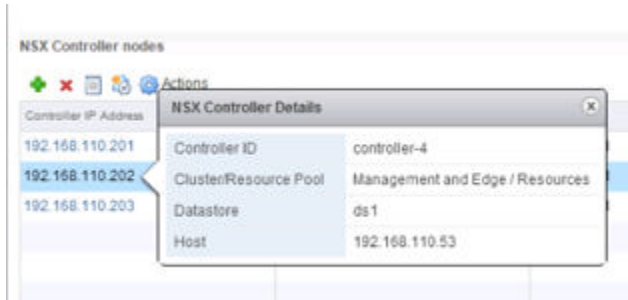 NSX Controller nodes
Actions
Controller IP Address
192.168.110.201
192.168.110.202
192.168.110.203
NSX Controller Details
Controller ID controller-4
Cluster/Resource Pool Management and Edge / Resources
Datastore ds1
Host 192.168.110.53